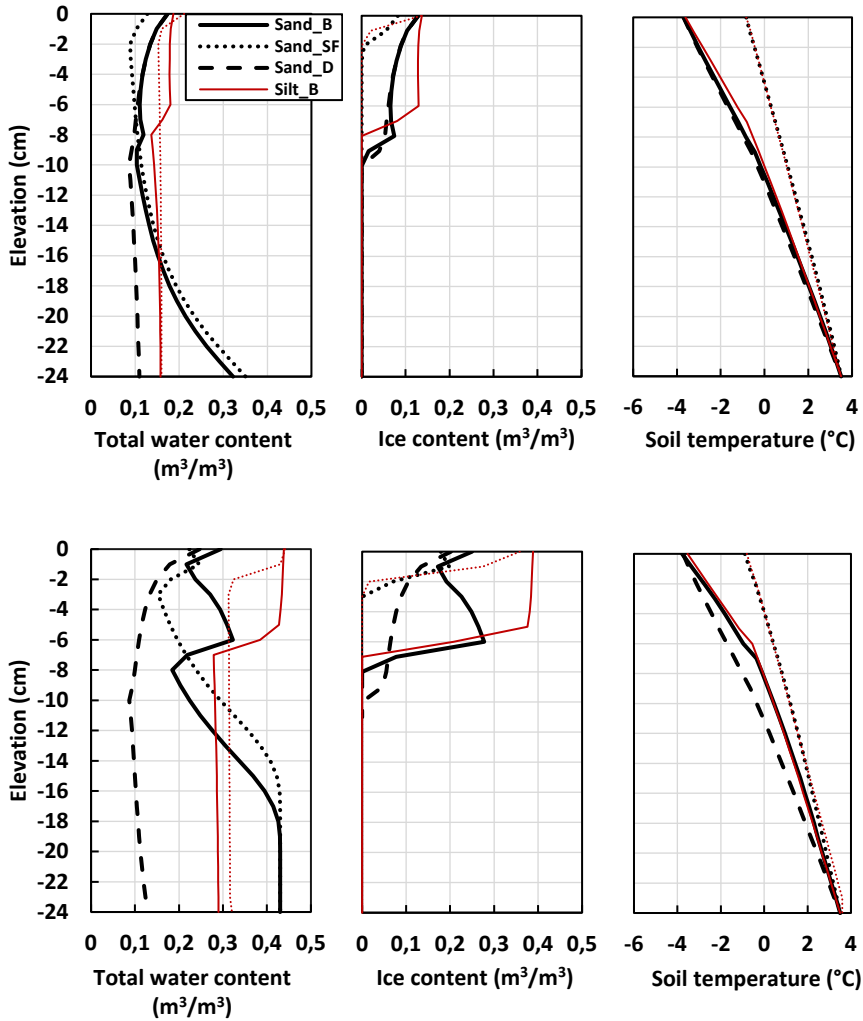 0
-2
-4
-6
-8
-10
-12
-14
-16
-18
-20
-22
-24
Elevation (cm)
Sand_B
Sand_SF
Sand_D
Silt_B
0 0,1 0,2 0,3 0,4 0,5
Total water content
(m³/m³)
0 0,1 0,2 0,3 0,4 0,5
Ice content (m³/m³)
-6 -4 -2 0 2 4
Soil temperature (°C)
0
-2
-4
-6
-8
-10
-12
-14
-16
-18
-20
-22
-24
Elevation (cm)
0 0,1 0,2 0,3 0,4 0,5
Total water content
(m³/m³)
0 0,1 0,2 0,3 0,4 0,5
Ice content (m³/m³)
-6 -4 -2 0 2 4
Soil temperature (°C)